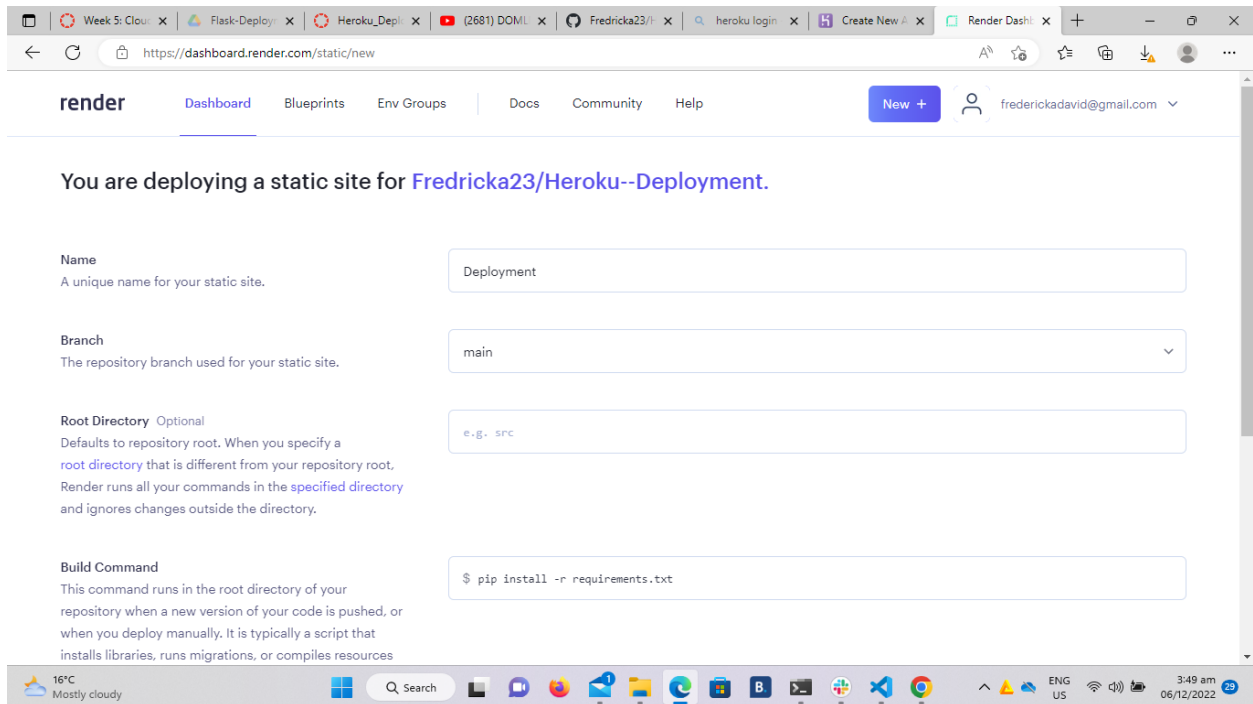 Week 5: Clou
Flask-Deploy
Heroku_Depl
(2681) DOML
Fredricka23/H
heroku login
Create New A
Render Dash
https://dashboard.render.com/static/new
render
Dashboard
Blueprints
Env Groups
Docs
Community
Help
New +
frederickadavid@gmail.com
You are deploying a static site for Fredricka23/Heroku--Deployment.
Name
A unique name for your static site.
Deployment
Branch
The repository branch used for your static site.
main
Root Directory Optional
Defaults to repository root. When you specify a
root directory that is different from your repository root,
Render runs all your commands in the specified directory
and ignores changes outside the directory.
e.g. src
Build Command
This command runs in the root directory of your
repository when a new version of your code is pushed, or
when you deploy manually. It is typically a script that
installs libraries, runs migrations, or compiles resources
$ pip install -r requirements.txt
16°C
Mostly cloudy
Search
1
B.
ENG
US
3:49 am
06/12/2022
29